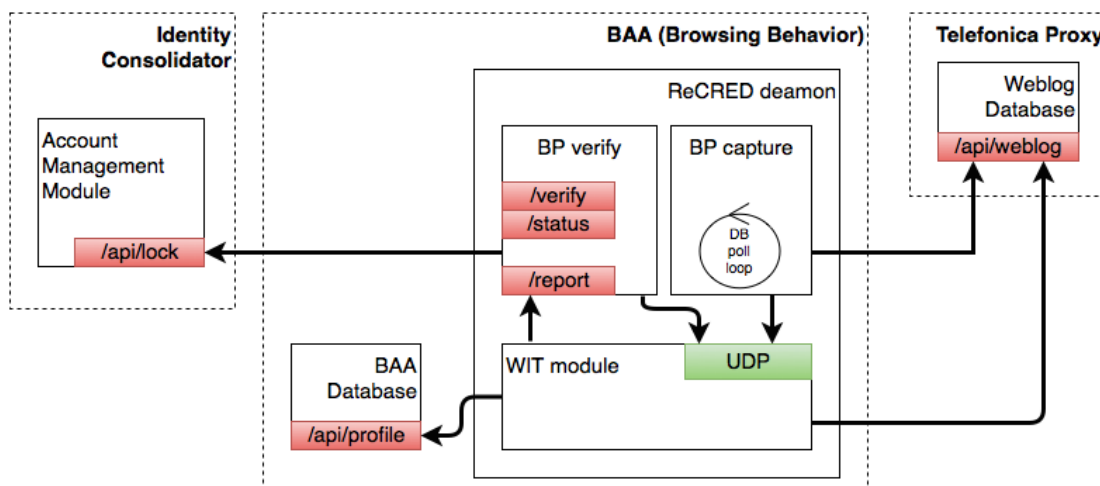 Identity
Consolidator
Account
Management
Module
/api/lock
BAA (Browsing Behavior)
ReCRED deamon
BP verify
/verify
/status
/report
BP capture
DB
poll
loop
WIT module
UDP
BAA
Database
/api/profile
Telefonica Proxy
Weblog
Database
/api/weblog